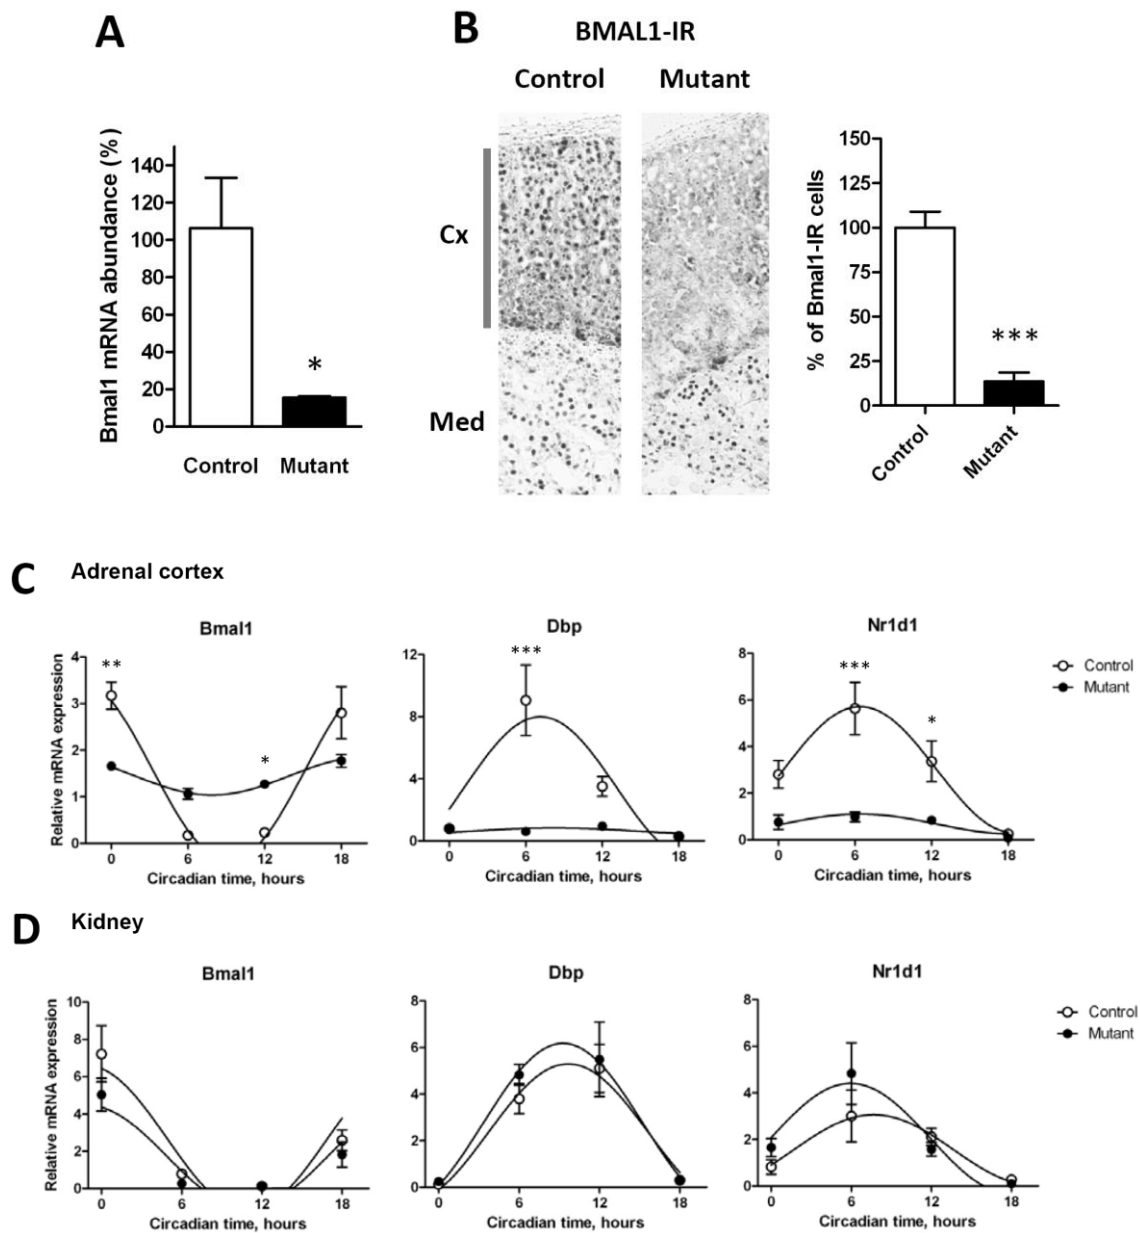 A
Bmal1 mRNA abundance (%)
140
120
100
80
60
40
20
0
*
Control Mutant
B
BMAL1-IR
Control Mutant
Cx
Med
% of Bmal1-IR cells
150
125
100
75
50
25
0
***
Control
Mutant
C Adrenal cortex
Bmal1
Relative mRNA expression
4
3
2
1
0
**
*
0 6 12 18
Circadian time, hours
Dbp
12
8
4
0
***
0 6 12 18
Circadian time, hours
Nr1d1
8
6
4
2
0
***
*
0 6 12 18
Circadian time, hours
Control
Mutant
D Kidney
Bmal1
Relative mRNA expression
10
8
6
4
2
0
0 6 12 18
Circadian time, hours
Dbp
8
6
4
2
0
0 6 12 18
Circadian time, hours
Nr1d1
8
6
4
2
0
0 6 12 18
Circadian time, hours
Control
Mutant